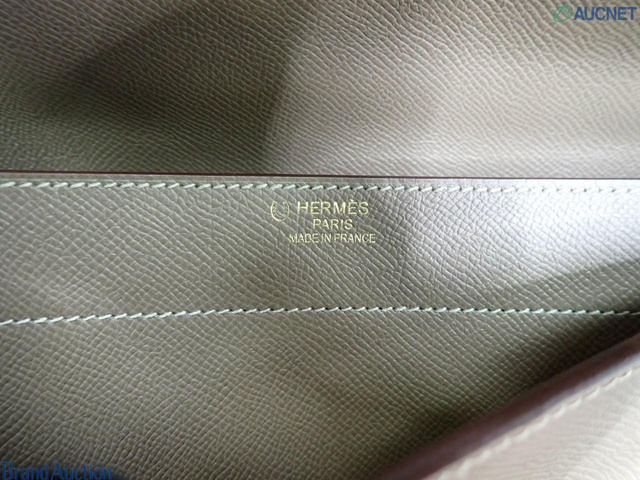 AUCNET
HERMÈS
PARIS
MADE IN FRANCE
Brand Auction